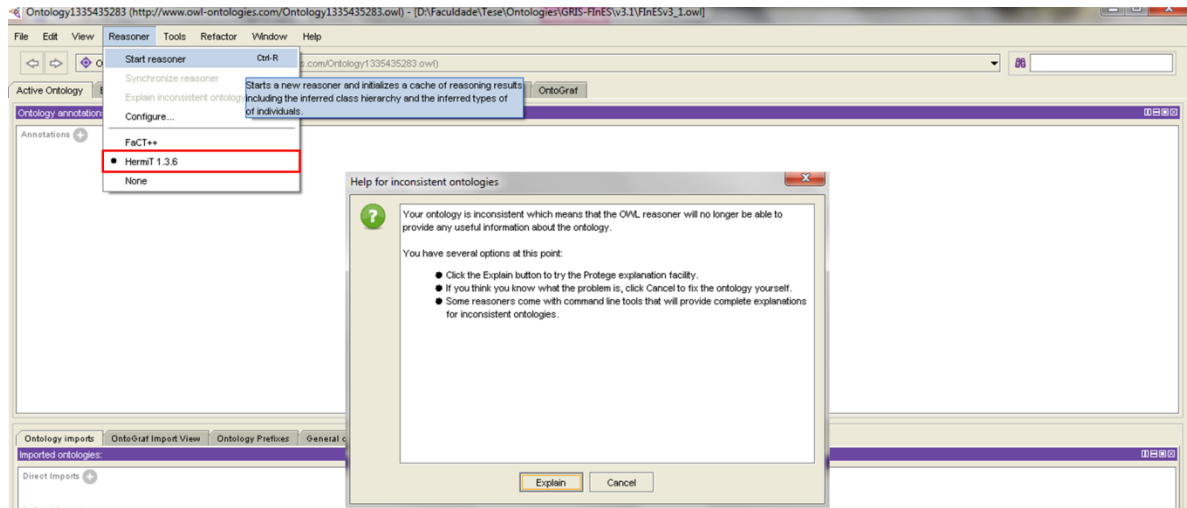 Ontology1335435283 (http://www.owl-ontologies.com/Ontology1335435283.owl) - [D:\Faculdade\Tese\Ontologies\GRIS-FInES\v3.1\FInESv3_1.owl]
File Edit View Reasoner Tools Refactor Window Help
Start reasoner Ctrl-R
s.com/Ontology1335435283.owl)
Synchronize reasoner
Starts a new reasoner and initializes a cache of reasoning results
Active Ontology
Explain inconsistent ontology
including the inferred class hierarchy and the inferred types of
OntoGraf
Ontology annotation
Configure...
of individuals.
Annotations
FaCT++
HermiT 1.3.6
None
Help for inconsistent ontologies
Your ontology is inconsistent which means that the OWL reasoner will no longer be able to
provide any useful information about the ontology.
You have several options at this point:
Click the Explain button to try the Protege explanation facility.
If you think you know what the problem is, click Cancel to fix the ontology yourself.
Some reasoners come with command line tools that will provide complete explanations
for inconsistent ontologies.
Ontology imports OntoGraf Import View Ontology Prefixes General c
Imported ontologies:
Direct Imports
Explain Cancel